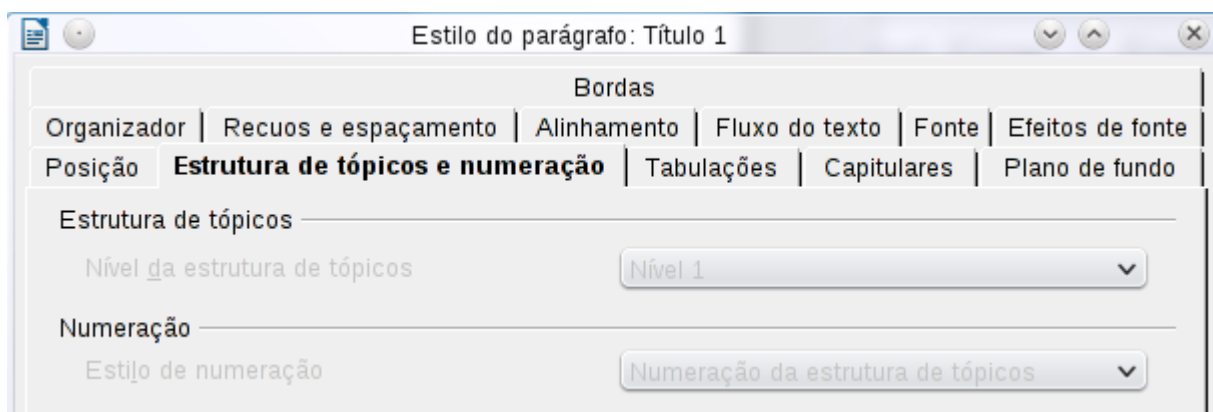 Estilo do parágrafo: Título 1
Bordas
Organizador Recuos e espaçamento Alinhamento Fluxo do texto Fonte Efeitos de fonte
Posição Estrutura de tópicos e numeração Tabulações Capitulares Plano de fundo
Estrutura de tópicos
Nível da estrutura de tópicos Nível 1
Numeração
Estilo de numeração Numeração da estrutura de tópicos